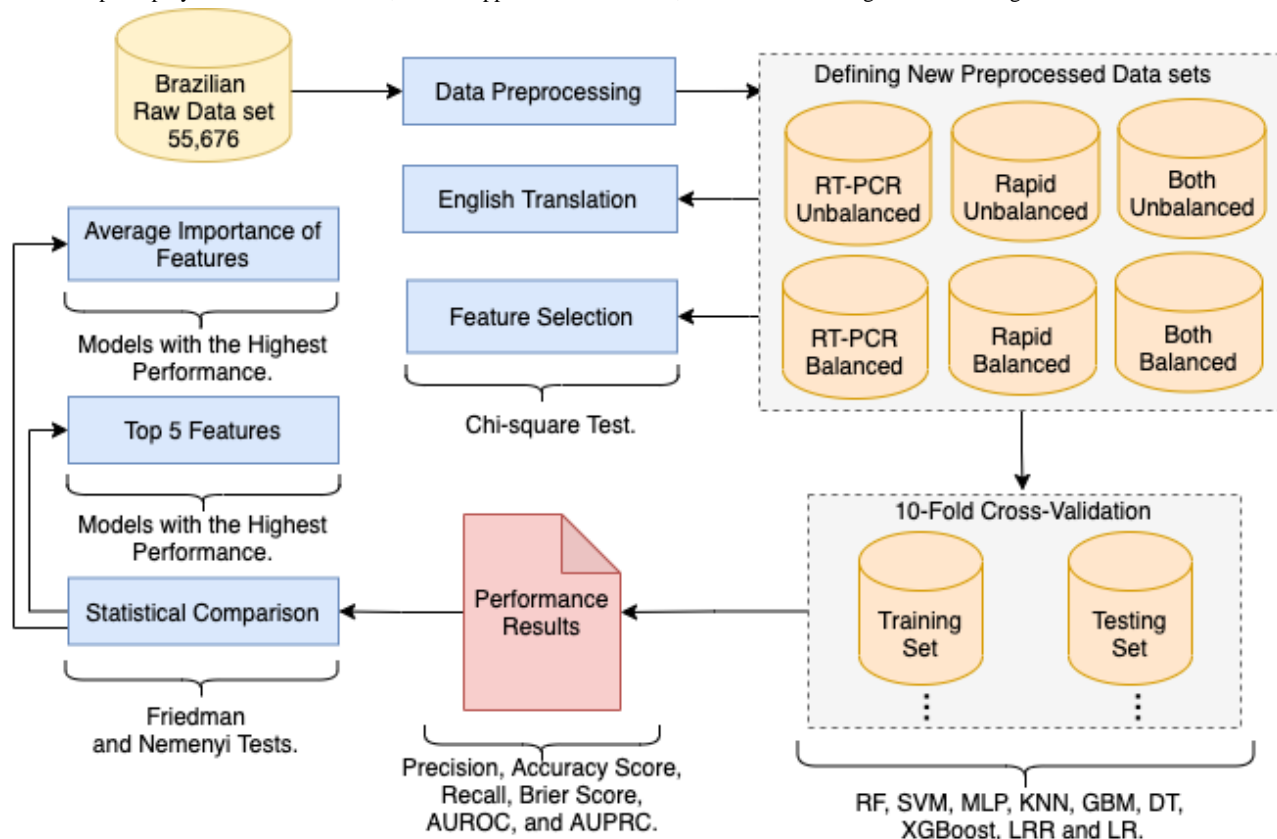 Brazilian
Raw Data set
55,676
Data Preprocessing
Defining New Preprocessed Data sets
RT-PCR
Unbalanced
Rapid
Unbalanced
Both
Unbalanced
RT-PCR
Balanced
Rapid
Balanced
Both
Balanced
English Translation
Feature Selection
Chi-square Test.
Average Importance of
Features
Models with the Highest
Performance.
Top 5 Features
Models with the Highest
Performance.
Statistical Comparison
Friedman
and Nemenyi Tests.
Performance
Results
Precision, Accuracy Score,
Recall, Brier Score,
AUROC, and AUPRC.
10-Fold Cross-Validation
Training
Set
Testing
Set
RF, SVM, MLP, KNN, GBM, DT,
XGBoost, LRR and LR.